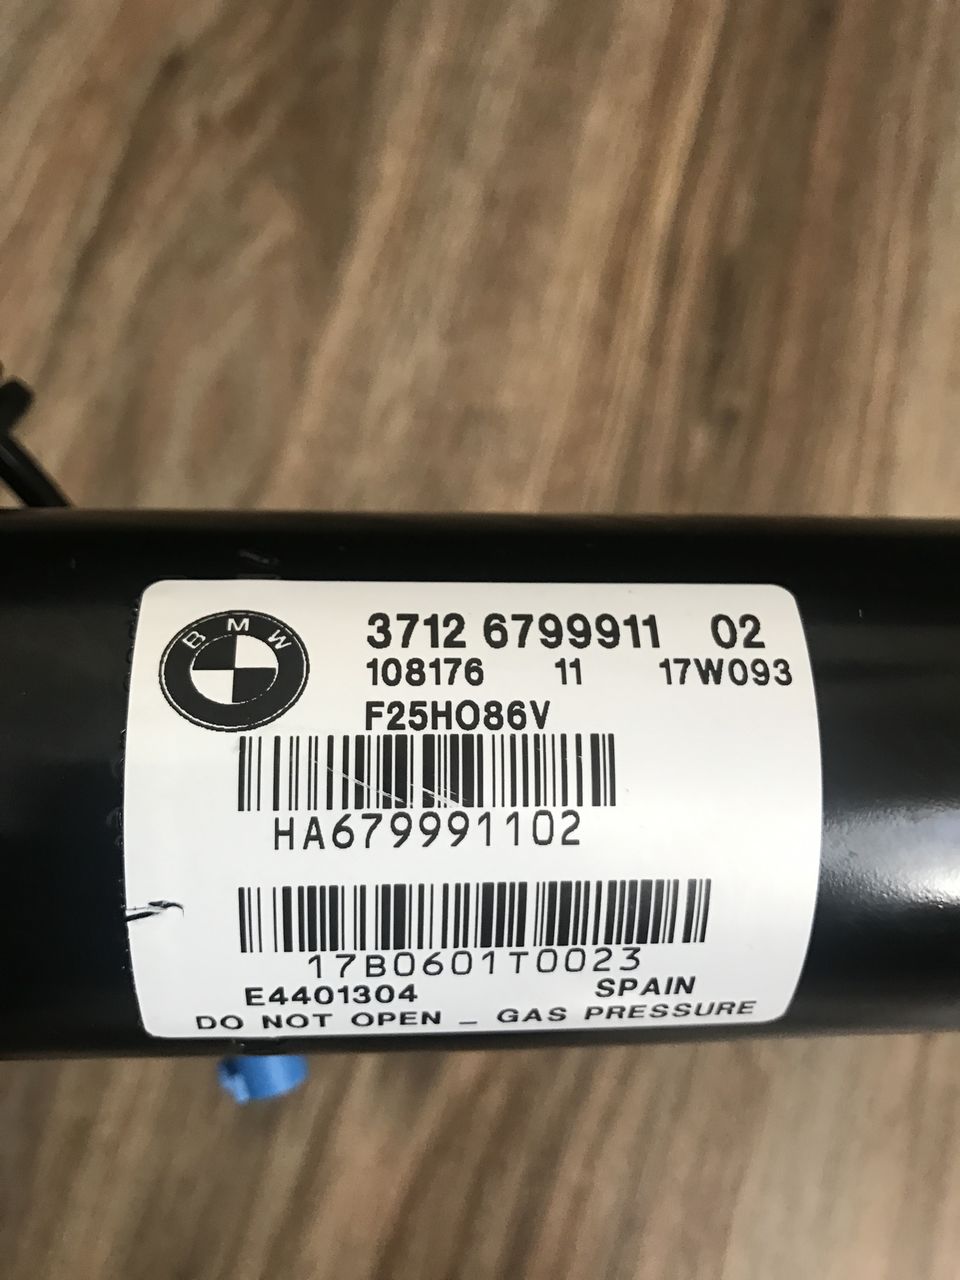 BMW
3712 6799911 02
108176 11 17W093
F25HO86V
HA679991102
17B0601T0023
E4401304 SPAIN
DO NOT OPEN _ GAS PRESSURE